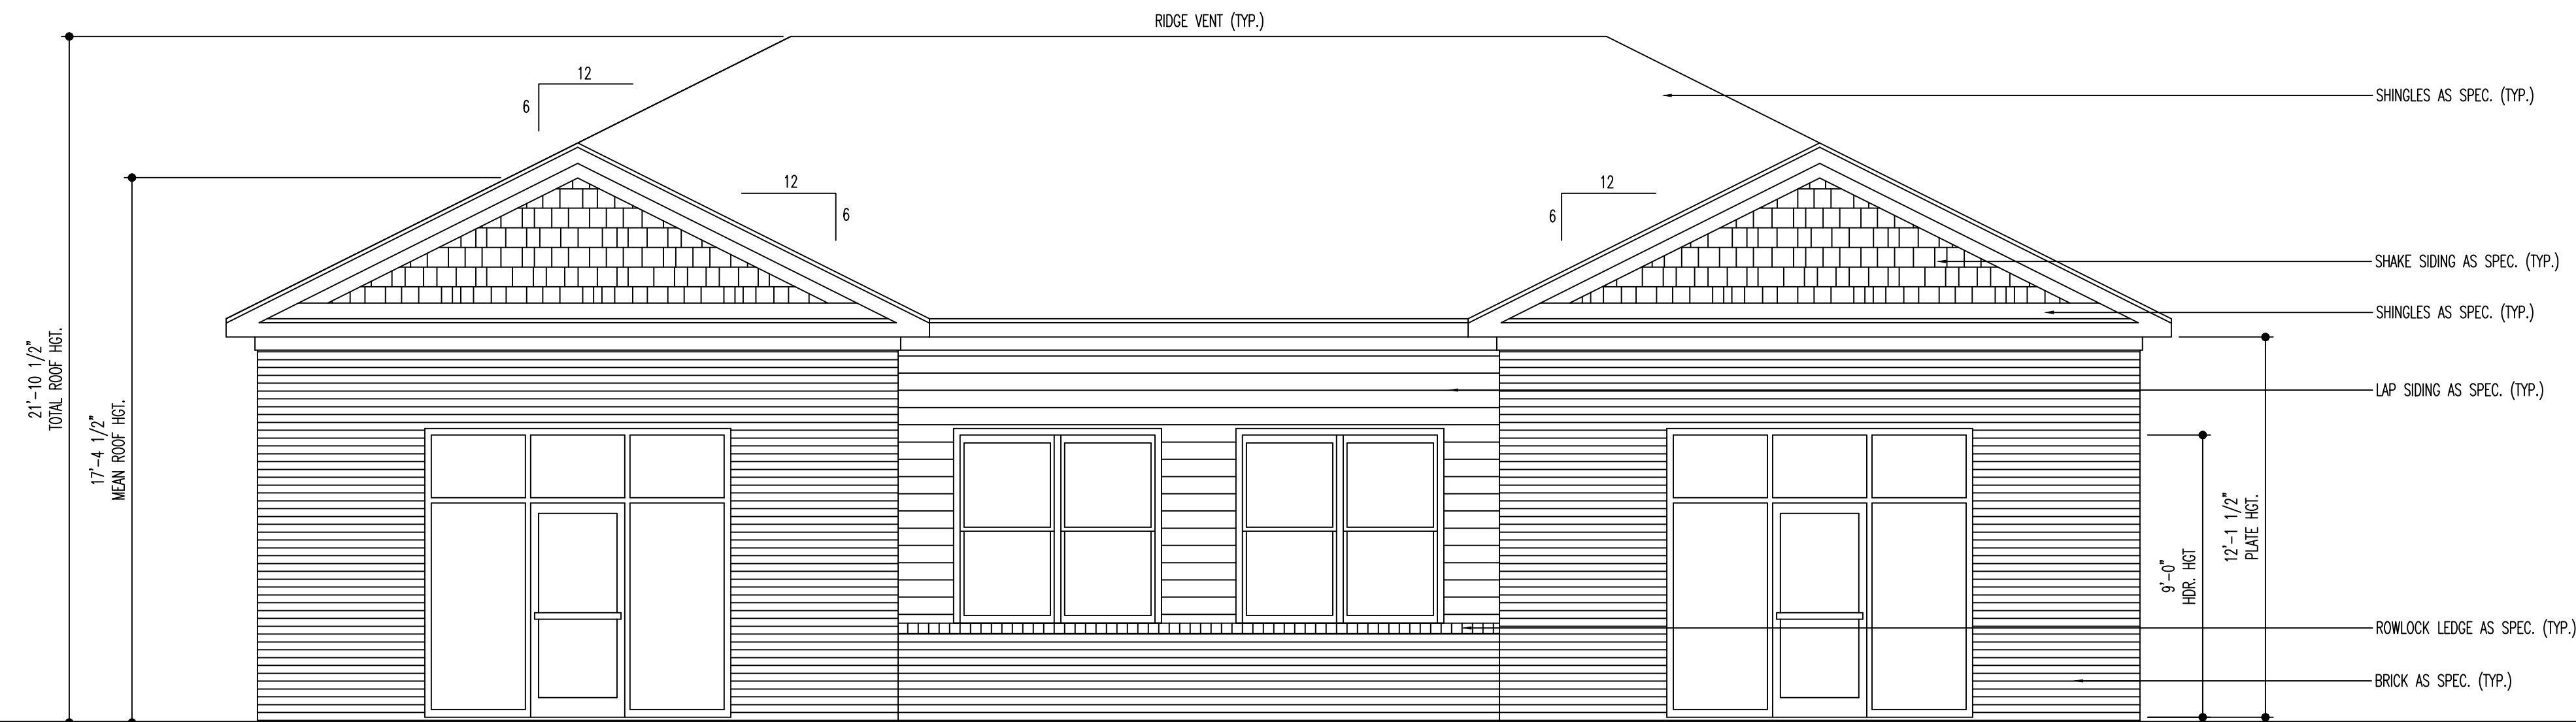 RIDGE VENT (TYP.)
12
6
12
6
12
6
SHINGLES AS SPEC. (TYP.)
SHAKE SIDING AS SPEC. (TYP.)
SHINGLES AS SPEC. (TYP.)
LAP SIDING AS SPEC. (TYP.)
ROWLOCK LEDGE AS SPEC. (TYP.)
BRICK AS SPEC. (TYP.)
21'-10 1/2"
TOTAL ROOF HGT.
17'-4 1/2"
MEAN ROOF HGT.
9'-0"
HDR. HGT
12'-1 1/2"
PLATE HGT.